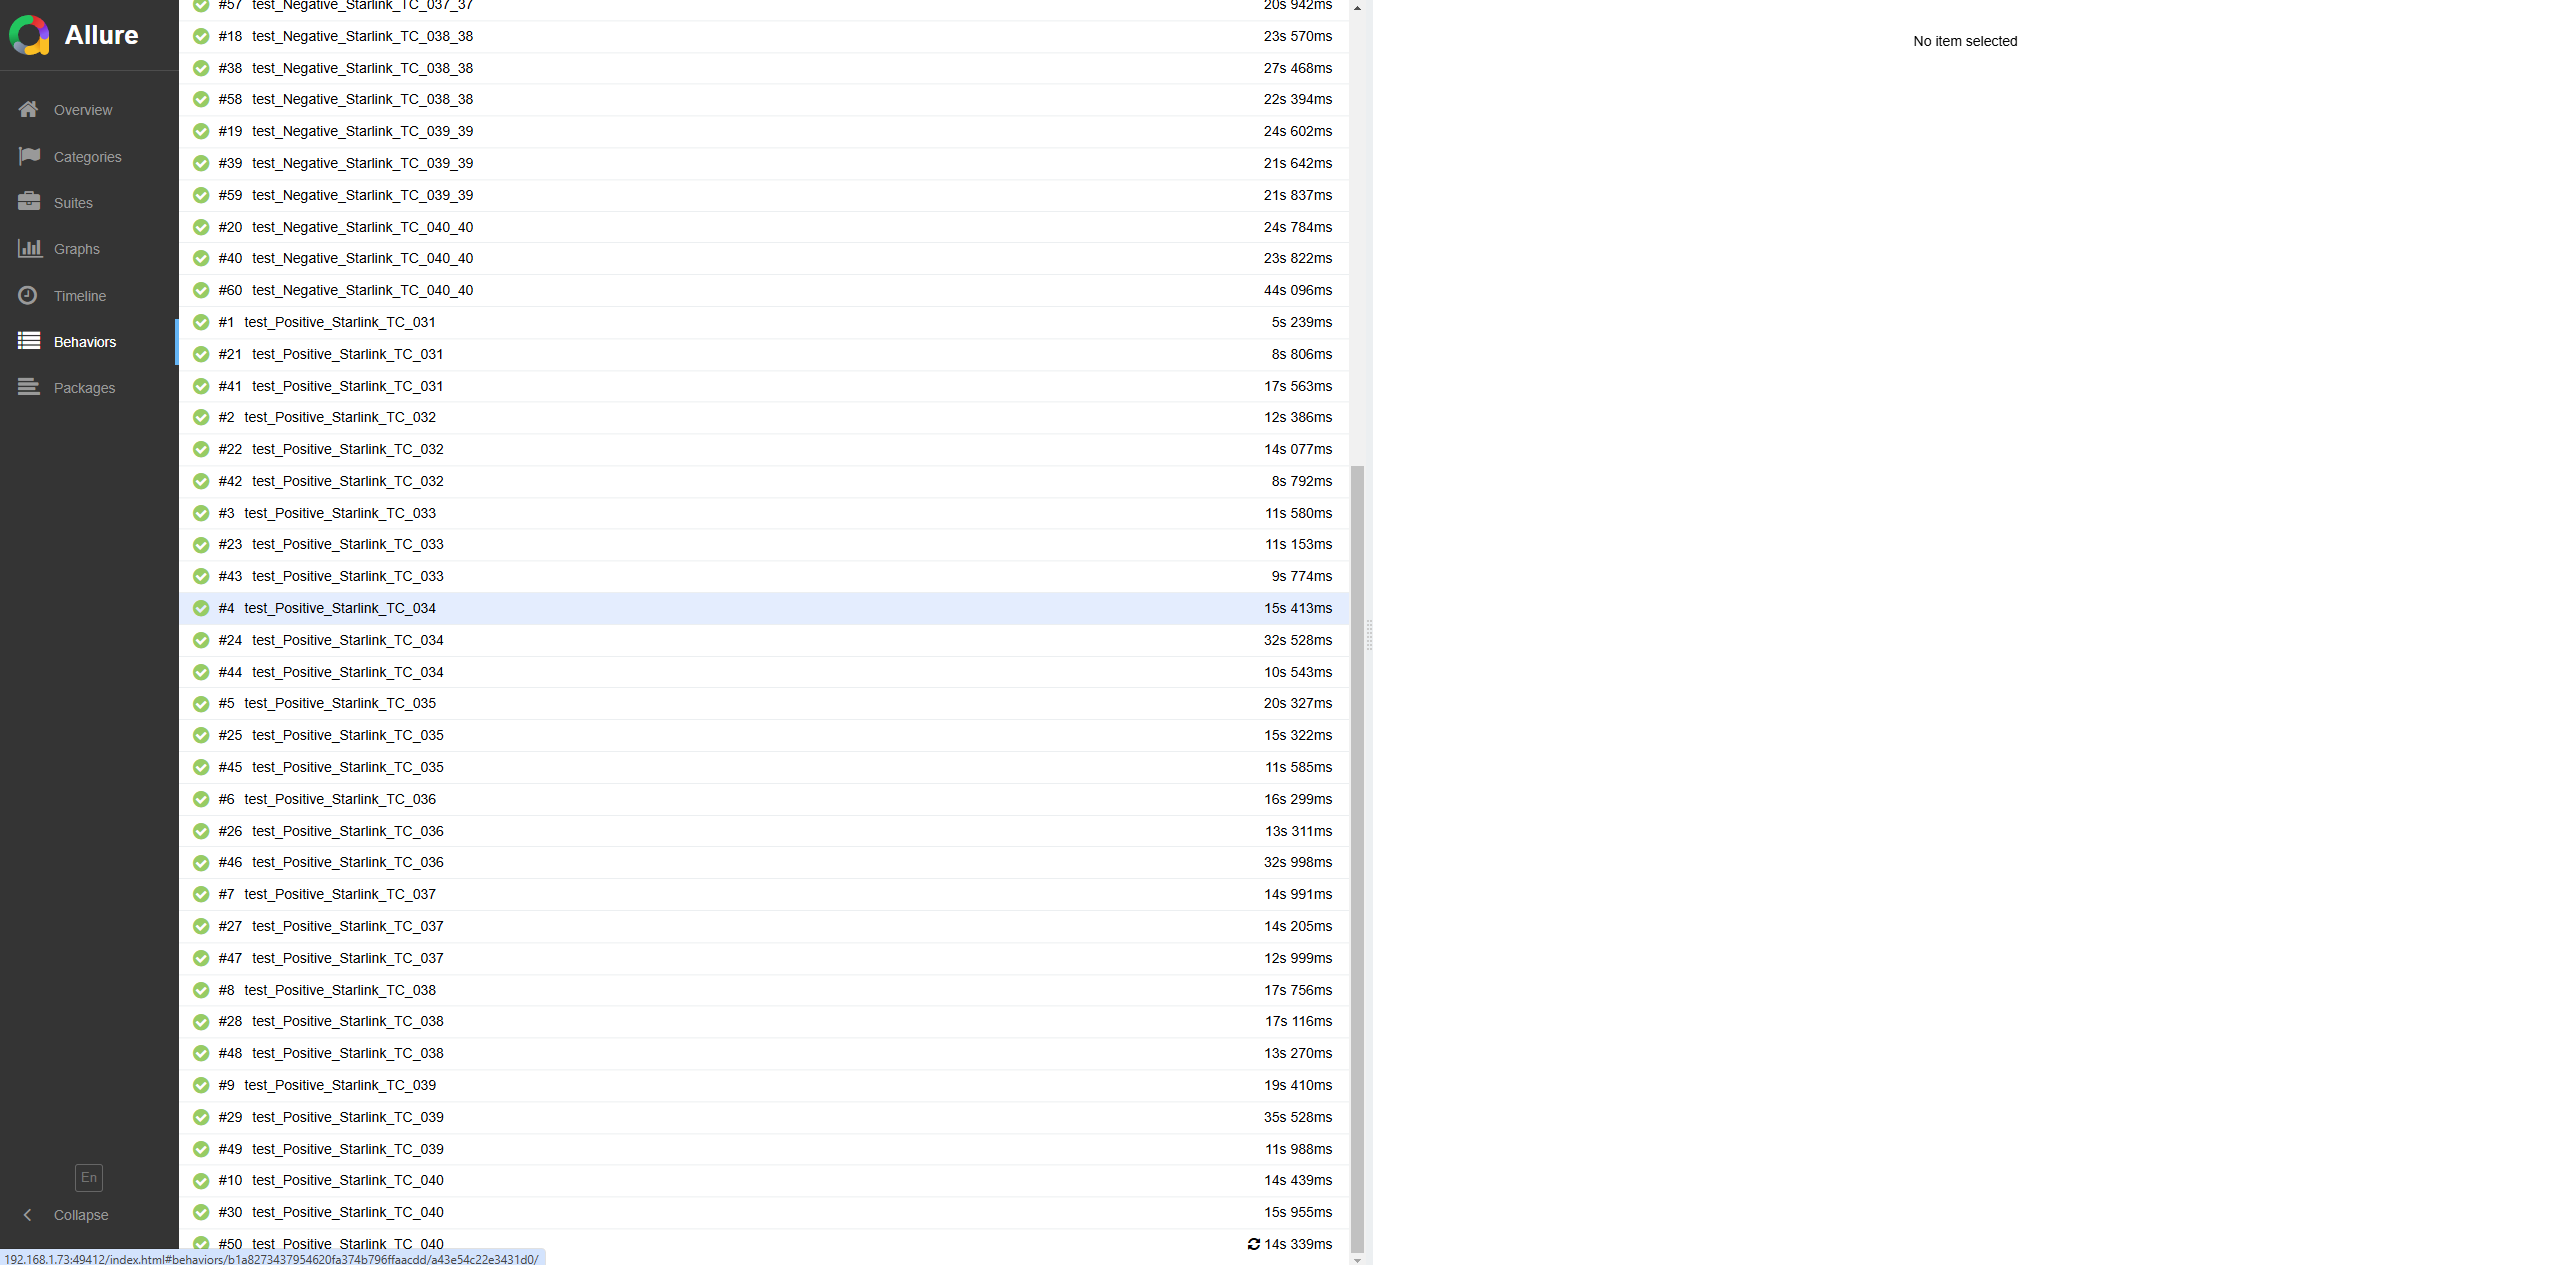 Allure
Overview
Categories
Suites
Graphs
Timeline
Behaviors
Packages
En
Collapse
#57 test_Negative_Starlink_TC_037_37 20s 942ms
#18 test_Negative_Starlink_TC_038_38 23s 570ms
#38 test_Negative_Starlink_TC_038_38 27s 468ms
#58 test_Negative_Starlink_TC_038_38 22s 394ms
#19 test_Negative_Starlink_TC_039_39 24s 602ms
#39 test_Negative_Starlink_TC_039_39 21s 642ms
#59 test_Negative_Starlink_TC_039_39 21s 837ms
#20 test_Negative_Starlink_TC_040_40 24s 784ms
#40 test_Negative_Starlink_TC_040_40 23s 822ms
#60 test_Negative_Starlink_TC_040_40 44s 096ms
#1 test_Positive_Starlink_TC_031 5s 239ms
#21 test_Positive_Starlink_TC_031 8s 806ms
#41 test_Positive_Starlink_TC_031 17s 563ms
#2 test_Positive_Starlink_TC_032 12s 386ms
#22 test_Positive_Starlink_TC_032 14s 077ms
#42 test_Positive_Starlink_TC_032 8s 792ms
#3 test_Positive_Starlink_TC_033 11s 580ms
#23 test_Positive_Starlink_TC_033 11s 153ms
#43 test_Positive_Starlink_TC_033 9s 774ms
#4 test_Positive_Starlink_TC_034 15s 413ms
#24 test_Positive_Starlink_TC_034 32s 528ms
#44 test_Positive_Starlink_TC_034 10s 543ms
#5 test_Positive_Starlink_TC_035 20s 327ms
#25 test_Positive_Starlink_TC_035 15s 322ms
#45 test_Positive_Starlink_TC_035 11s 585ms
#6 test_Positive_Starlink_TC_036 16s 299ms
#26 test_Positive_Starlink_TC_036 13s 311ms
#46 test_Positive_Starlink_TC_036 32s 998ms
#7 test_Positive_Starlink_TC_037 14s 991ms
#27 test_Positive_Starlink_TC_037 14s 205ms
#47 test_Positive_Starlink_TC_037 12s 999ms
#8 test_Positive_Starlink_TC_038 17s 756ms
#28 test_Positive_Starlink_TC_038 17s 116ms
#48 test_Positive_Starlink_TC_038 13s 270ms
#9 test_Positive_Starlink_TC_039 19s 410ms
#29 test_Positive_Starlink_TC_039 35s 528ms
#49 test_Positive_Starlink_TC_039 11s 988ms
#10 test_Positive_Starlink_TC_040 14s 439ms
#30 test_Positive_Starlink_TC_040 15s 955ms
#50 test_Positive_Starlink_TC_040 14s 339ms
192.168.1.73:49412/index.html#behaviors/b1a8273437954620fa374b796ffaacdd/a43e54c22e3431d0/
No item selected